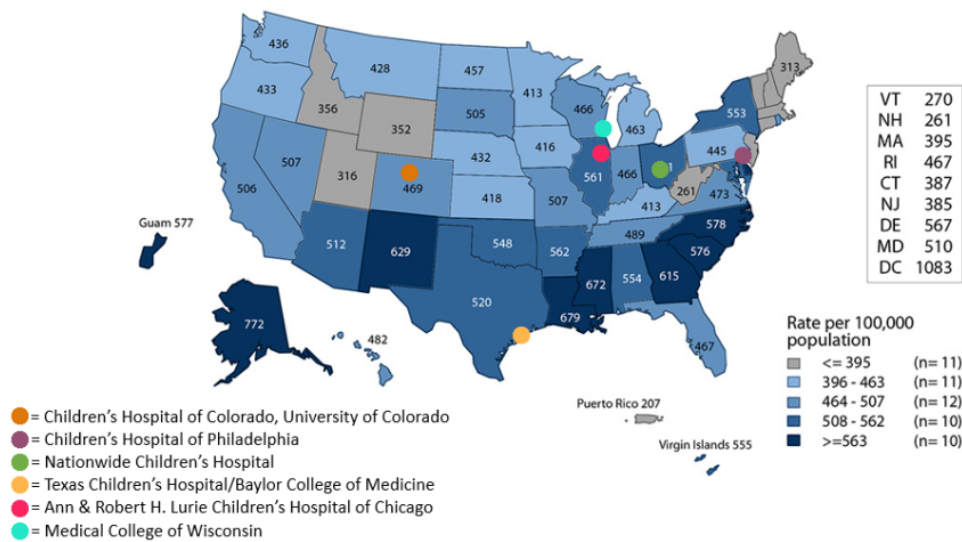 436
428
457
413
433
356
352
505
466
463
313
553
445
432
416
506
507
316
469
418
561
466
1
261
473
507
413
489
578
512
629
548
562
576
520
672
554
615
679
467
Guam 577
772
482
Puerto Rico 207
Virgin Islands 555
VT 270
NH 261
MA 395
RI 467
CT 387
NJ 385
DE 567
MD 510
DC 1083
Rate per 100,000
population
<= 395 (n= 11)
396 - 463 (n= 11)
464 - 507 (n= 12)
508 - 562 (n= 10)
>=563 (n= 10)
= Children's Hospital of Colorado, University of Colorado
= Children's Hospital of Philadelphia
= Nationwide Children's Hospital
= Texas Children's Hospital/Baylor College of Medicine
= Ann & Robert H. Lurie Children's Hospital of Chicago
= Medical College of Wisconsin